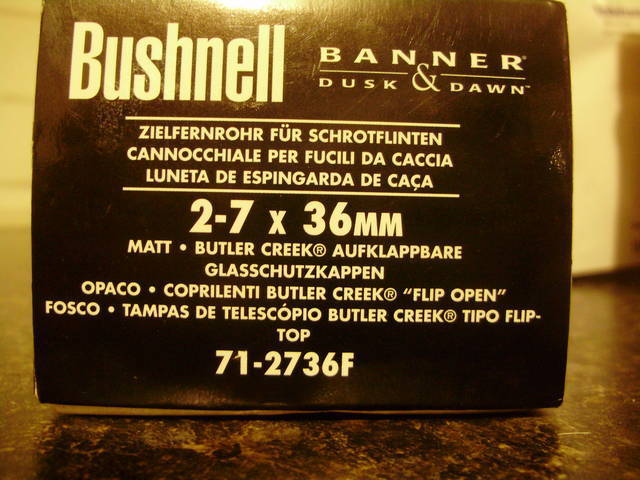 Bushnell
BANNER®
DUSK & DAWN™
ZIELFERNROHR FÜR SCHROTFLINTEN
CANNOCCHIALE PER FUCILI DA CACCIA
LUNETA DE ESPINGARDA DE CAÇA
2-7 x 36MM
MATT • BUTLER CREEK® AUFKLAPPBARE
GLASSCHUTZKAPPEN
OPACO • COPRILENTI BUTLER CREEK® "FLIP OPEN"
FOSCO • TAMPAS DE TELESCÓPIO BUTLER CREEK® TIPO FLIP-
TOP
71-2736F